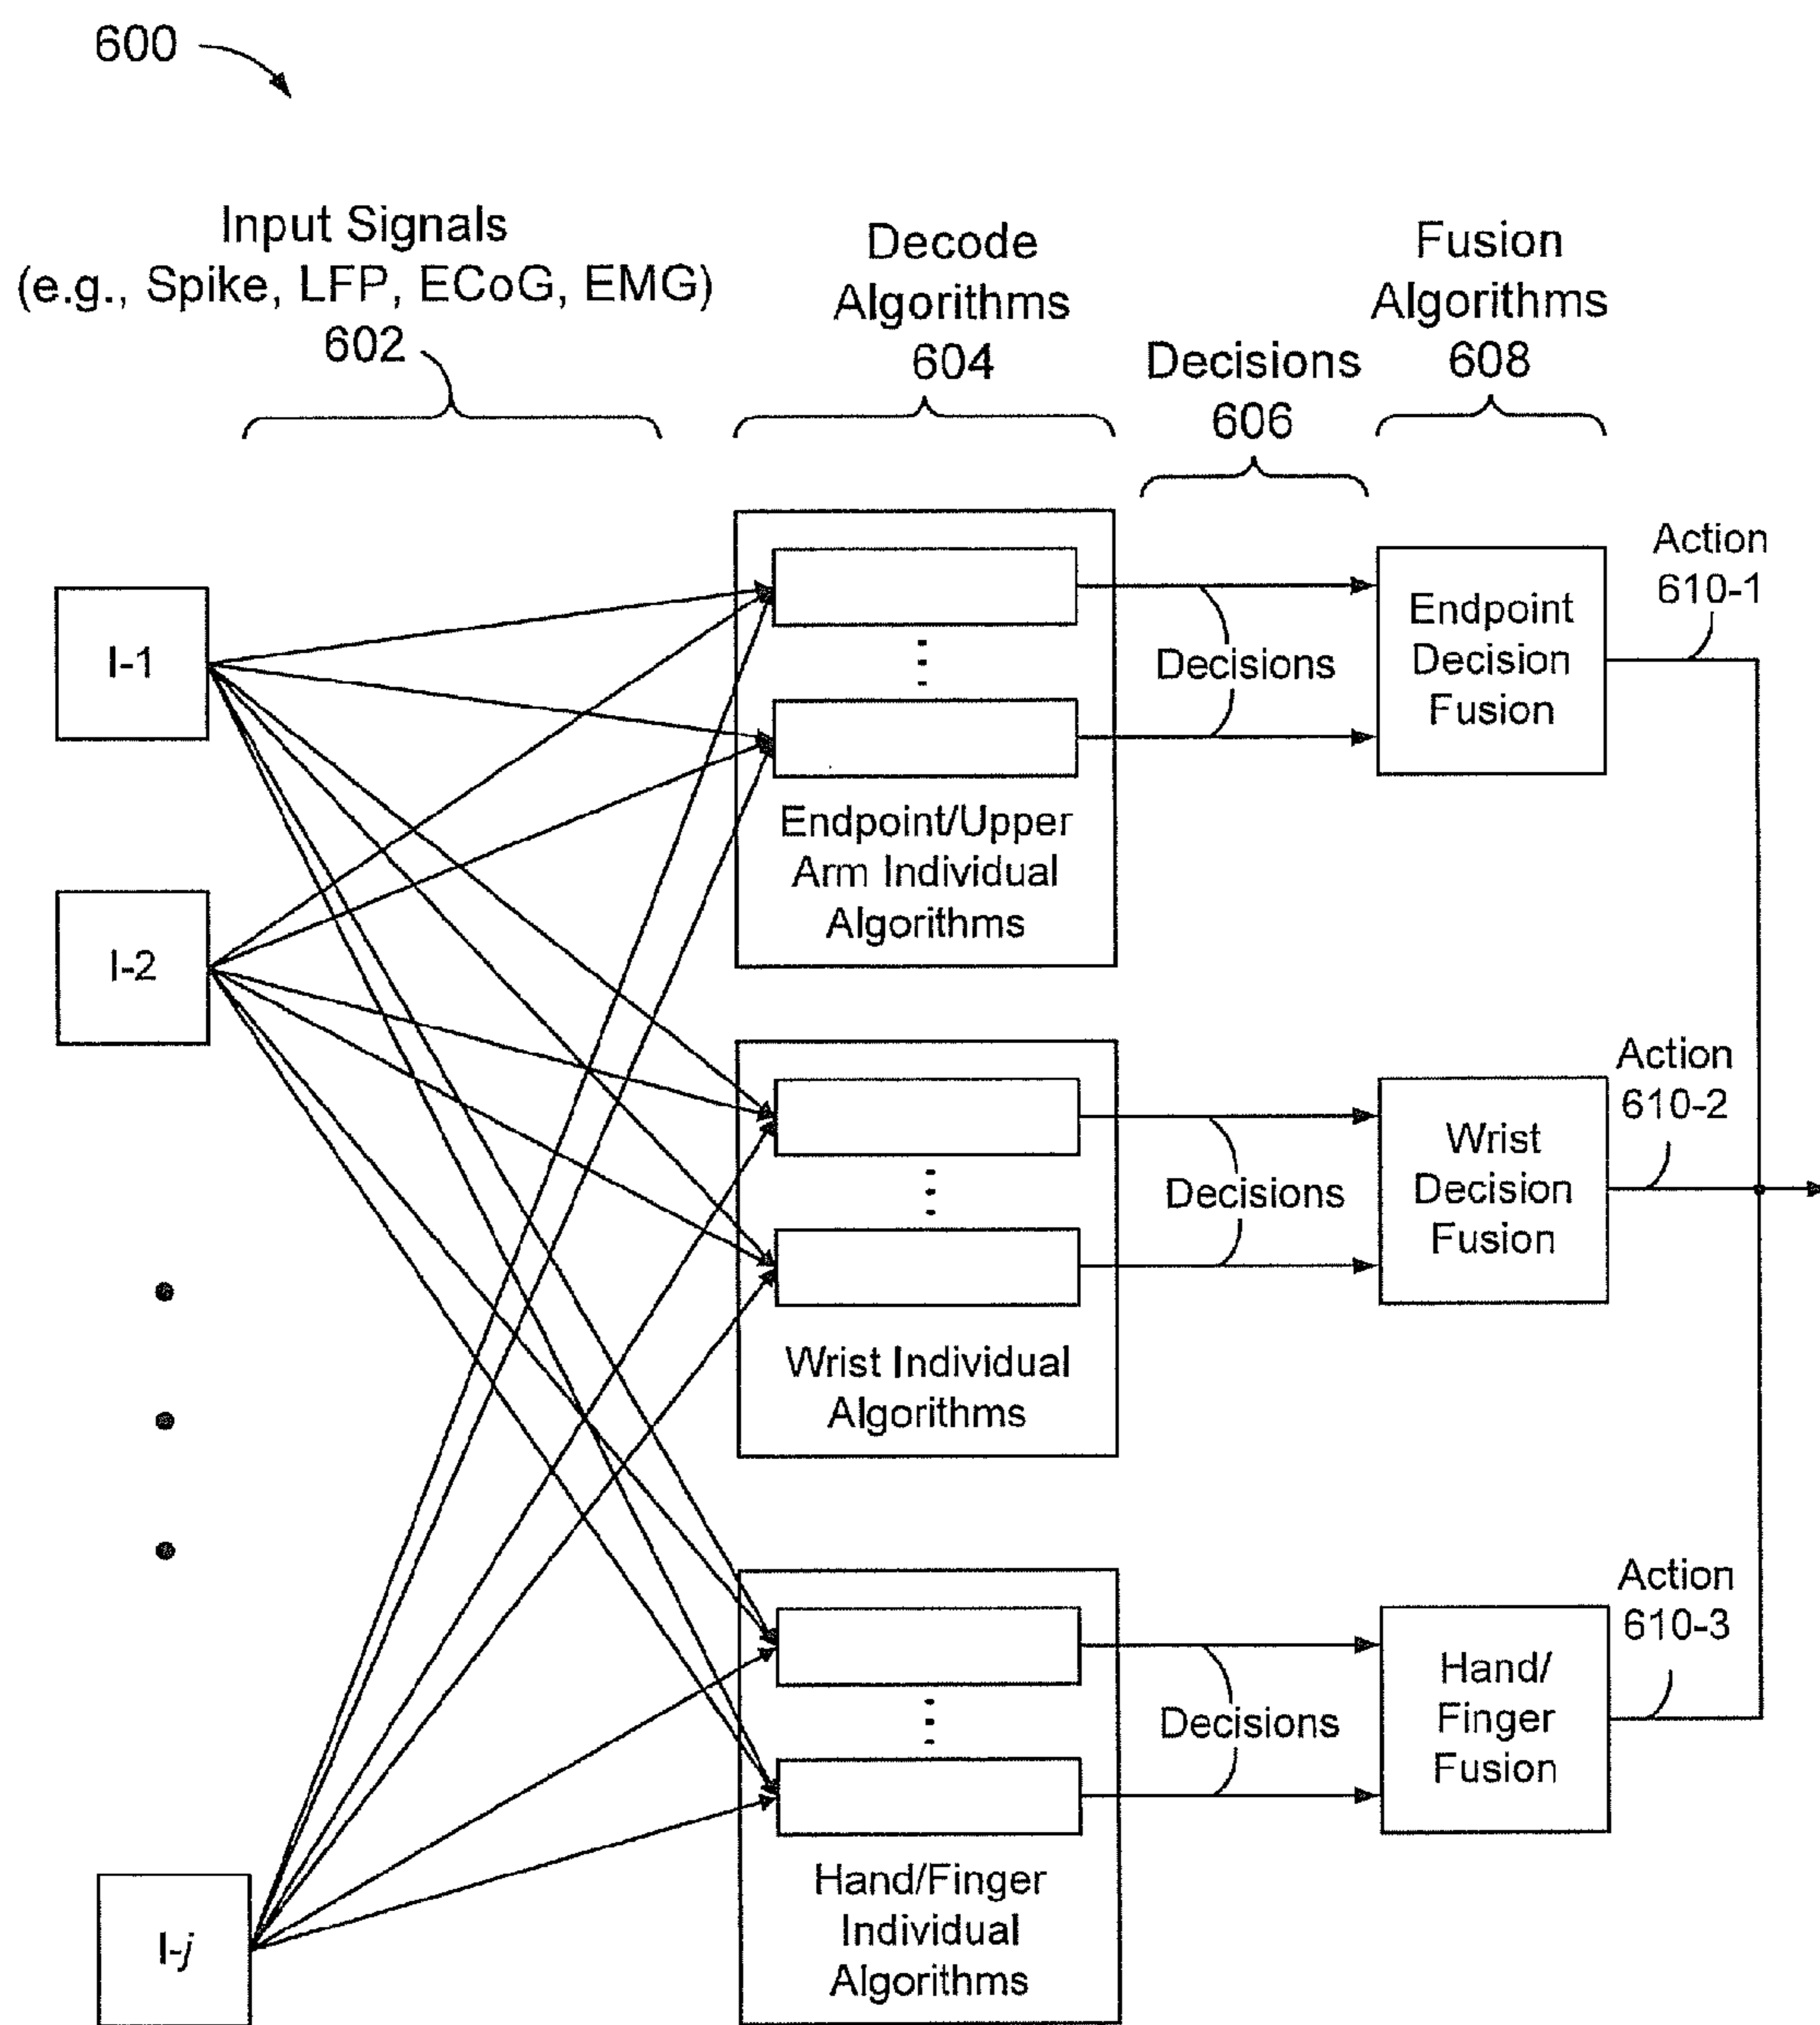 600
Input Signals
(e.g., Spike, LFP, ECoG, EMG)
602
Decode
Algorithms
604
Decisions
606
Fusion
Algorithms
608
I-1
I-2
I-j
Endpoint/Upper
Arm Individual
Algorithms
Decisions
Endpoint
Decision
Fusion
Action
610-1
Wrist Individual
Algorithms
Decisions
Wrist
Decision
Fusion
Action
610-2
Hand/Finger
Individual
Algorithms
Decisions
Hand/
Finger
Fusion
Action
610-3